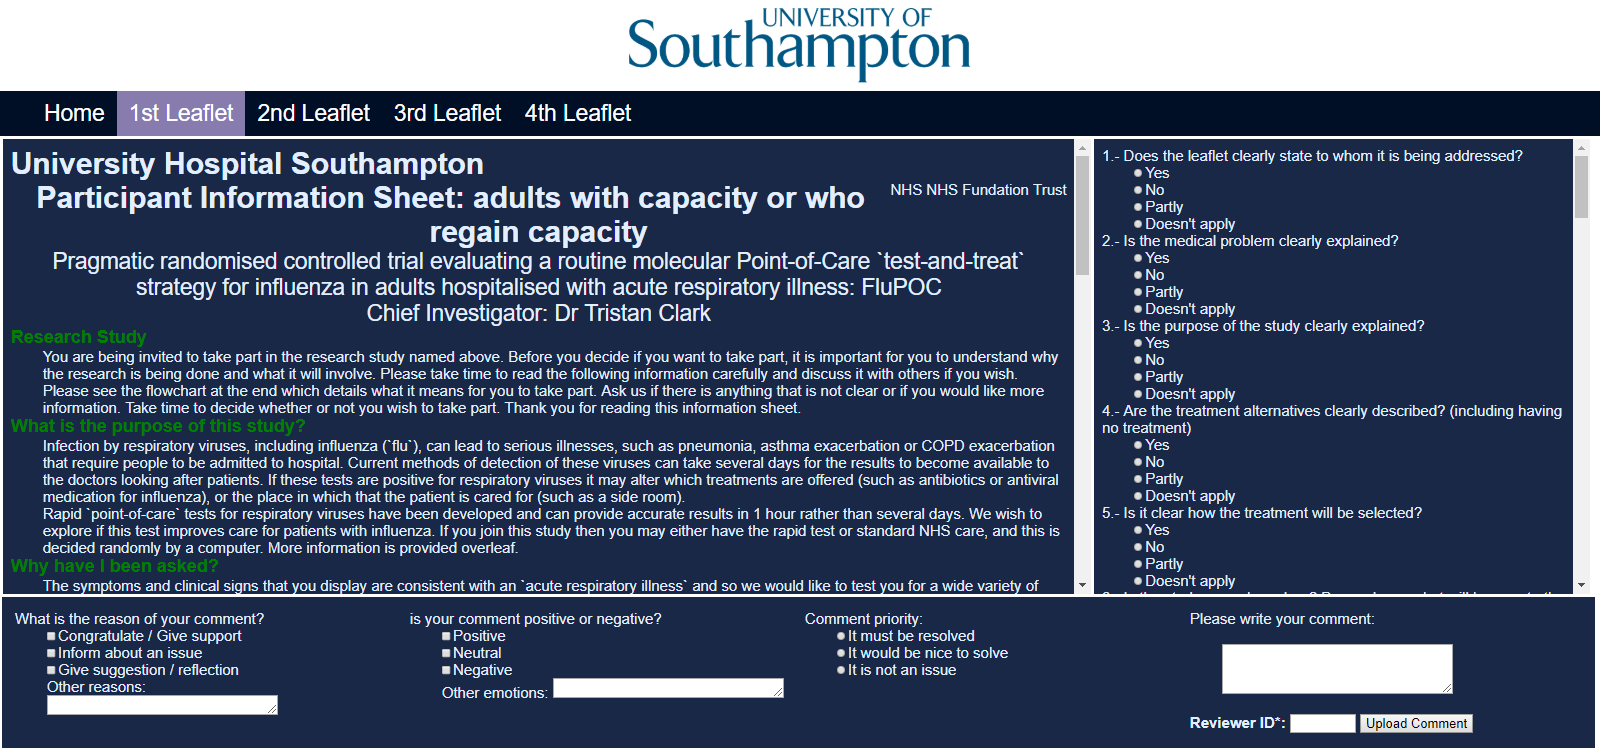 UNIVERSITY OF
Southampton
Home 1st Leaflet 2nd Leaflet 3rd Leaflet 4th Leaflet
University Hospital Southampton
NHS NHS Fundation Trust
Participant Information Sheet: adults with capacity or who
regain capacity
Pragmatic randomised controlled trial evaluating a routine molecular Point-of-Care `test-and-treat`
strategy for influenza in adults hospitalised with acute respiratory illness: FluPOC
Chief Investigator: Dr Tristan Clark
Research Study
You are being invited to take part in the research study named above. Before you decide if you want to take part, it is important for you to understand why
the research is being done and what it will involve. Please take time to read the following information carefully and discuss it with others if you wish.
Please see the flowchart at the end which details what it means for you to take part. Ask us if there is anything that is not clear or if you would like more
information. Take time to decide whether or not you wish to take part. Thank you for reading this information sheet.
What is the purpose of this study?
Infection by respiratory viruses, including influenza (`flu`), can lead to serious illnesses, such as pneumonia, asthma exacerbation or COPD exacerbation
that require people to be admitted to hospital. Current methods of detection of these viruses can take several days for the results to become available to
the doctors looking after patients. If these tests are positive for respiratory viruses it may alter which treatments are offered (such as antibiotics or antiviral
medication for influenza), or the place in which that the patient is cared for (such as a side room).
Rapid `point-of-care` tests for respiratory viruses have been developed and can provide accurate results in 1 hour rather than several days. We wish to
explore if this test improves care for patients with influenza. If you join this study then you may either have the rapid test or standard NHS care, and this is
decided randomly by a computer. More information is provided overleaf.
Why have I been asked?
The symptoms and clinical signs that you display are consistent with an `acute respiratory illness` and so we would like to test you for a wide variety of
1.- Does the leaflet clearly state to whom it is being addressed?
Yes
No
Partly
Doesn't apply
2.- Is the medical problem clearly explained?
Yes
No
Partly
Doesn't apply
3.- Is the purpose of the study clearly explained?
Yes
No
Partly
Doesn't apply
4.- Are the treatment alternatives clearly described? (including having
no treatment)
Yes
No
Partly
Doesn't apply
5.- Is it clear how the treatment will be selected?
Yes
No
Partly
Doesn't apply
What is the reason of your comment?
Congratulate / Give support
Inform about an issue
Give suggestion / reflection
Other reasons:
is your comment positive or negative?
Positive
Neutral
Negative
Other emotions:
Comment priority:
It must be resolved
It would be nice to solve
It is not an issue
Please write your comment:
Reviewer ID*: Upload Comment